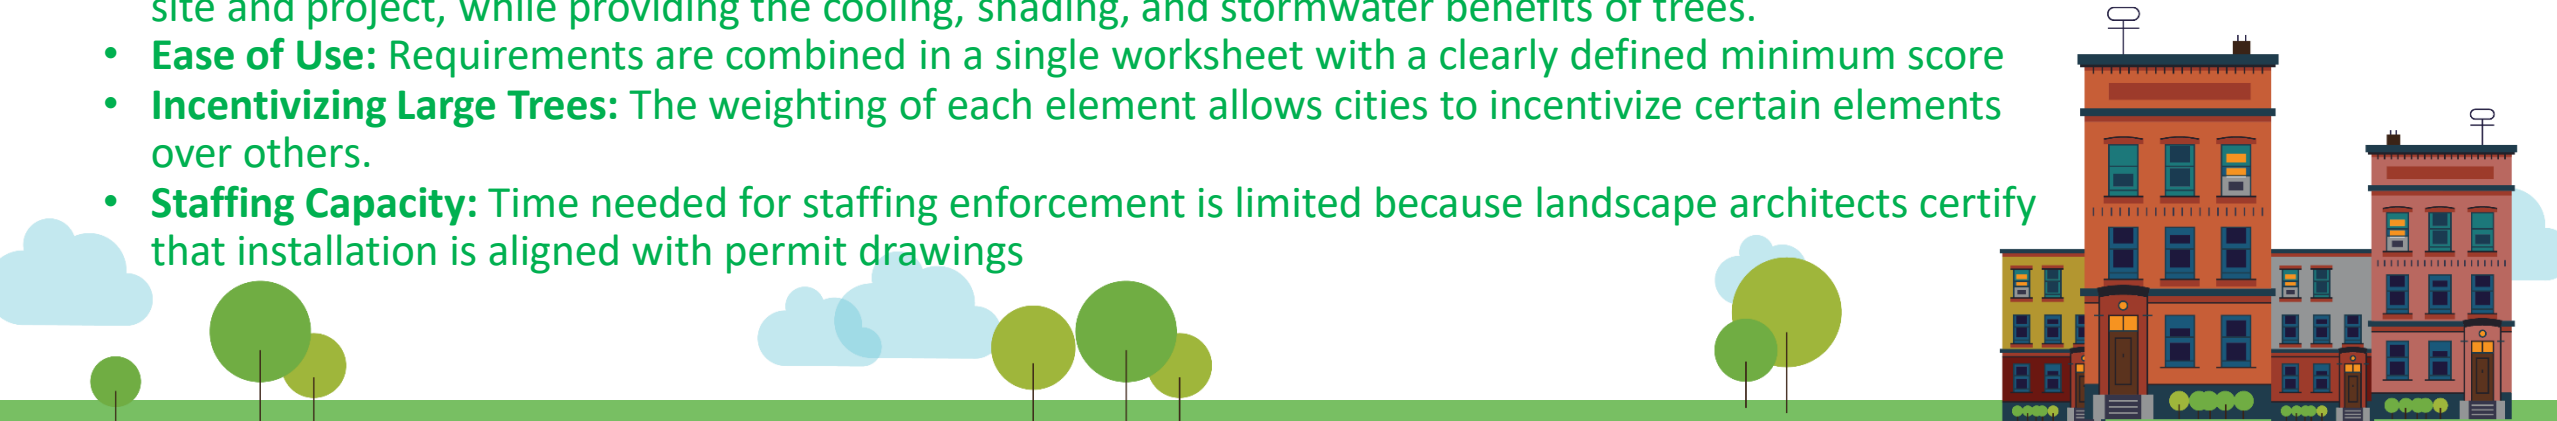 site and project, while providing the cooling, shading, and stormwater benefits of trees.
• Ease of Use: Requirements are combined in a single worksheet with a clearly defined minimum score
• Incentivizing Large Trees: The weighting of each element allows cities to incentivize certain elements
over others.
• Staffing Capacity: Time needed for staffing enforcement is limited because landscape architects certify
that installation is aligned with permit drawings